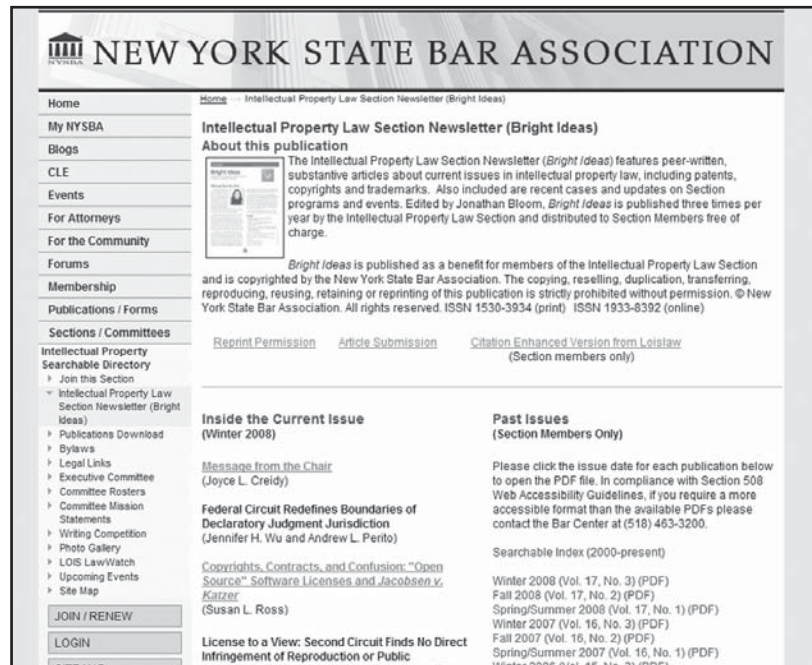 NYSBA
NEW YORK STATE BAR ASSOCIATION
Home
My NYSBA
Blogs
CLE
Events
For Attorneys
For the Community
Forums
Membership
Publications / Forms
Sections / Committees
Intellectual Property
Searchable Directory
Join this Section
Intellectual Property Law
Section Newsletter (Bright
Ideas)
Publications Download
Bylaws
Legal Links
Executive Committee
Committee Rosters
Committee Mission
Statements
Writing Competition
Photo Gallery
LOIS LawWatch
Upcoming Events
Site Map
JOIN / RENEW
LOGIN
Home Intellectual Property Law Section Newsletter (Bright Ideas)
Intellectual Property Law Section Newsletter (Bright Ideas)
About this publication
Bright Ideas
The Intellectual Property Law Section Newsletter (Bright Ideas) features peer-written,
substantive articles about current issues in intellectual property law, including patents,
copyrights and trademarks. Also included are recent cases and updates on Section
programs and events. Edited by Jonathan Bloom, Bright Ideas is published three times per
year by the Intellectual Property Law Section and distributed to Section Members free of
charge.
Bright Ideas is published as a benefit for members of the Intellectual Property Law Section
and is copyrighted by the New York State Bar Association. The copying, reselling, duplication, transferring,
reproducing, reusing, retaining or reprinting of this publication is strictly prohibited without permission. © New
York State Bar Association. All rights reserved. ISSN 1530-3934 (print) ISSN 1933-8392 (online)
Reprint Permission Article Submission Citation Enhanced Version from Loislaw
(Section members only)
Inside the Current Issue
(Winter 2008)
Message from the Chair
(Joyce L. Creidy)
Federal Circuit Redefines Boundaries of
Declaratory Judgment Jurisdiction
(Jennifer H. Wu and Andrew L. Perito)
Copyrights, Contracts, and Confusion: "Open
Source" Software Licenses and Jacobsen v.
Katzer
(Susan L. Ross)
License to a View: Second Circuit Finds No Direct
Infringement of Reproduction or Public
Past Issues
(Section Members Only)
Please click the issue date for each publication below
to open the PDF file. In compliance with Section 508
Web Accessibility Guidelines, if you require a more
accessible format than the available PDFs please
contact the Bar Center at (518) 463-3200.
Searchable Index (2000-present)
Winter 2008 (Vol. 17, No. 3) (PDF)
Fall 2008 (Vol. 17, No. 2) (PDF)
Spring/Summer 2008 (Vol. 17, No. 1) (PDF)
Winter 2007 (Vol. 16, No. 3) (PDF)
Fall 2007 (Vol. 16, No. 2) (PDF)
Spring/Summer 2007 (Vol. 16, No. 1) (PDF)